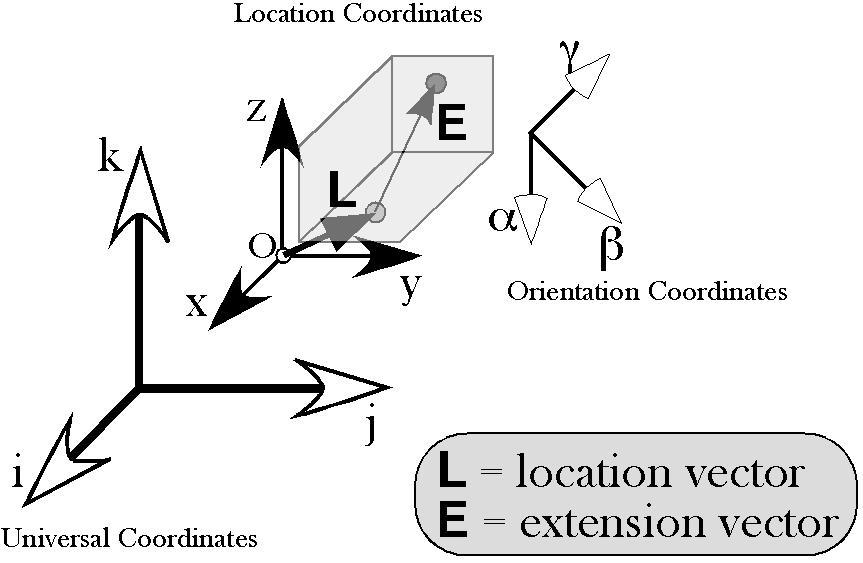 Location Coordinates
γ
z
E
k
L
α
O
β
y
x
Orientation Coordinates
j
i
L = location vector
E = extension vector
Universal Coordinates